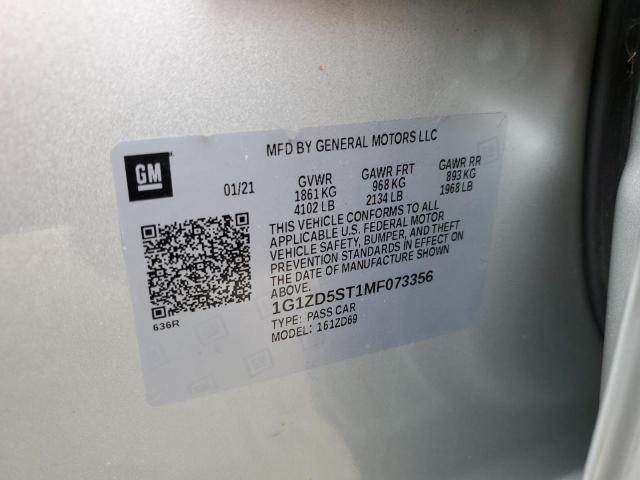 MFD BY GENERAL MOTORS LLC
GM
01/21
GVWR
1861 KG
4102 LB
GAWR FRT
968 KG
2134 LB
GAWR RR
893 KG
1968 LB
THIS VEHICLE CONFORMS TO ALL
APPLICABLE U.S. FEDERAL MOTOR
VEHICLE SAFETY, BUMPER, AND THEFT
PREVENTION STANDARDS IN EFFECT ON
THE DATE OF MANUFACTURE SHOWN
ABOVE.
1G1ZD5ST1MF073356
TYPE: PASS CAR
MODEL: 161ZD69
636R